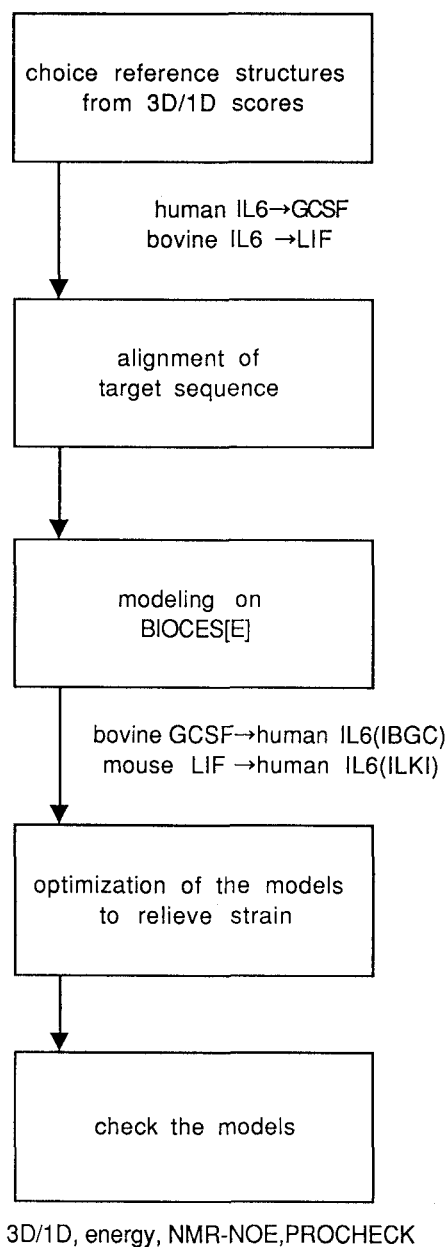 choice reference structures
from 3D/1D scores
human IL6→GCSF
bovine IL6 →LIF
alignment of
target sequence
modeling on
BIOCES[E]
bovine GCSF→human IL6(IBGC)
mouse LIF →human IL6(ILKI)
optimization of the models
to relieve strain
check the models
3D/1D, energy, NMR-NOE,PROCHECK